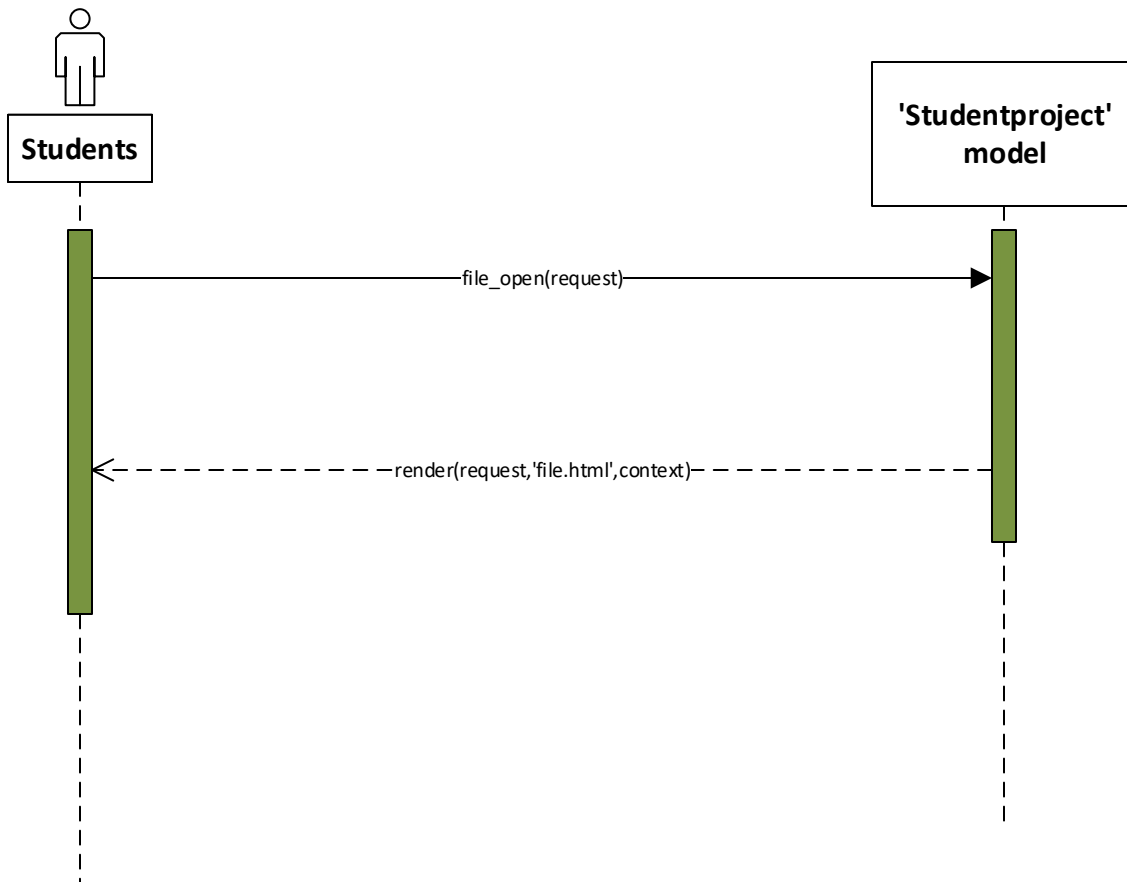 Students
'Studentproject'
model
file_open(request)
render(request,'file.html',context)